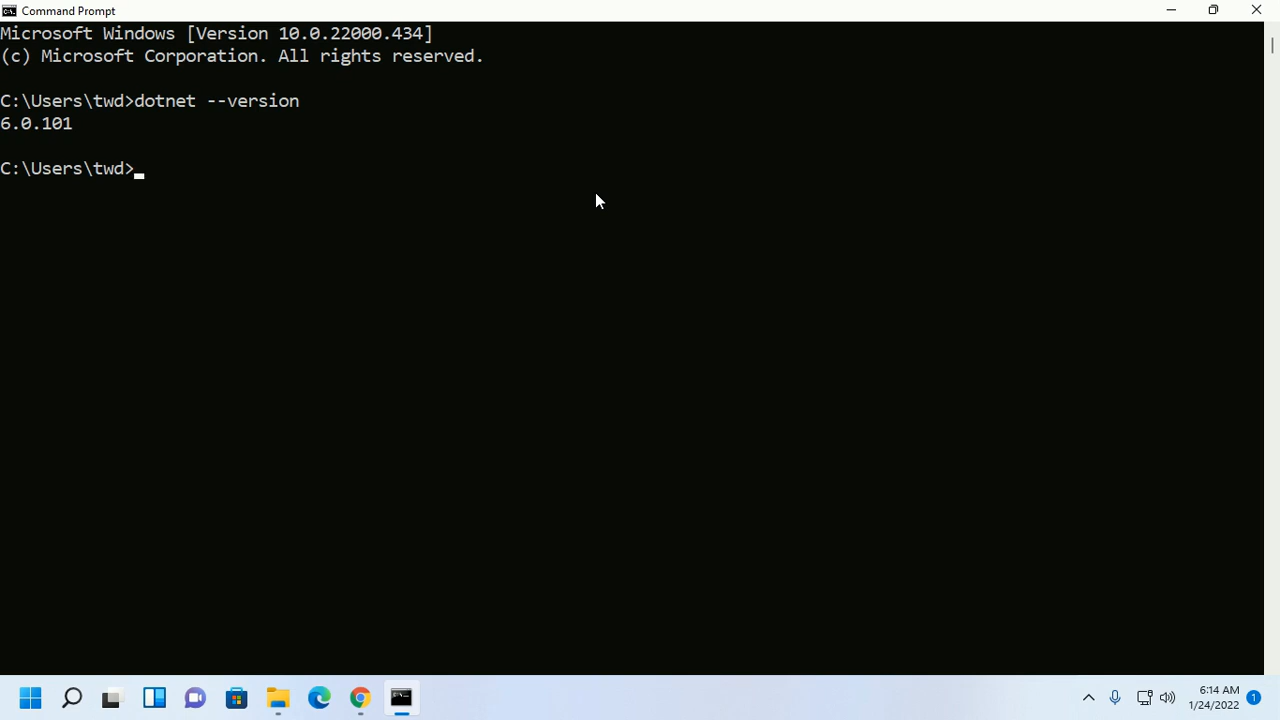 Command Prompt
Microsoft Windows [Version 10.0.22000.434]
(c) Microsoft Corporation. All rights reserved.
C:\Users\twd>dotnet --version
6.0.101
C:\Users\twd>
6:14 AM
1/24/2022
1